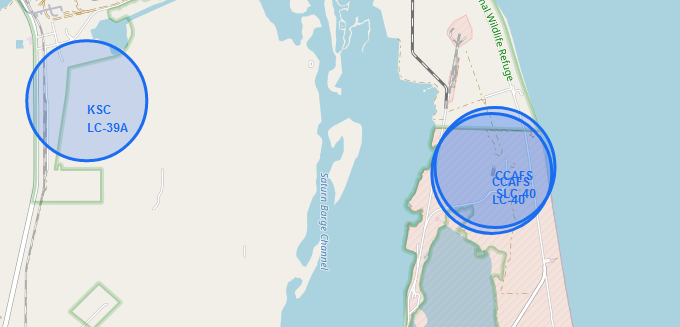 nal Wildlife Refuge
KSC
LC-39A
Saturn Barge Channel
CCAFS
SLC-40
CCAFS
LC-40